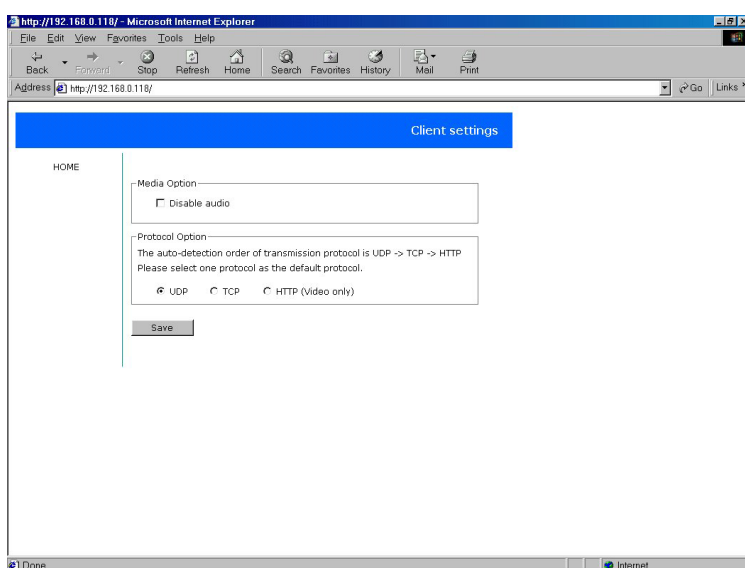 http://192.168.0.118/ - Microsoft Internet Explorer
File Edit View Favorites Tools Help
Back Forward Stop Refresh Home Search Favorites History Mail Print
Address http://192.168.0.118/ Go Links
Client settings
HOME
Media Option
Disable audio
Protocol Option
The auto-detection order of transmission protocol is UDP -> TCP -> HTTP
Please select one protocol as the default protocol.
UDP TCP HTTP (Video only)
Save
Done Internet